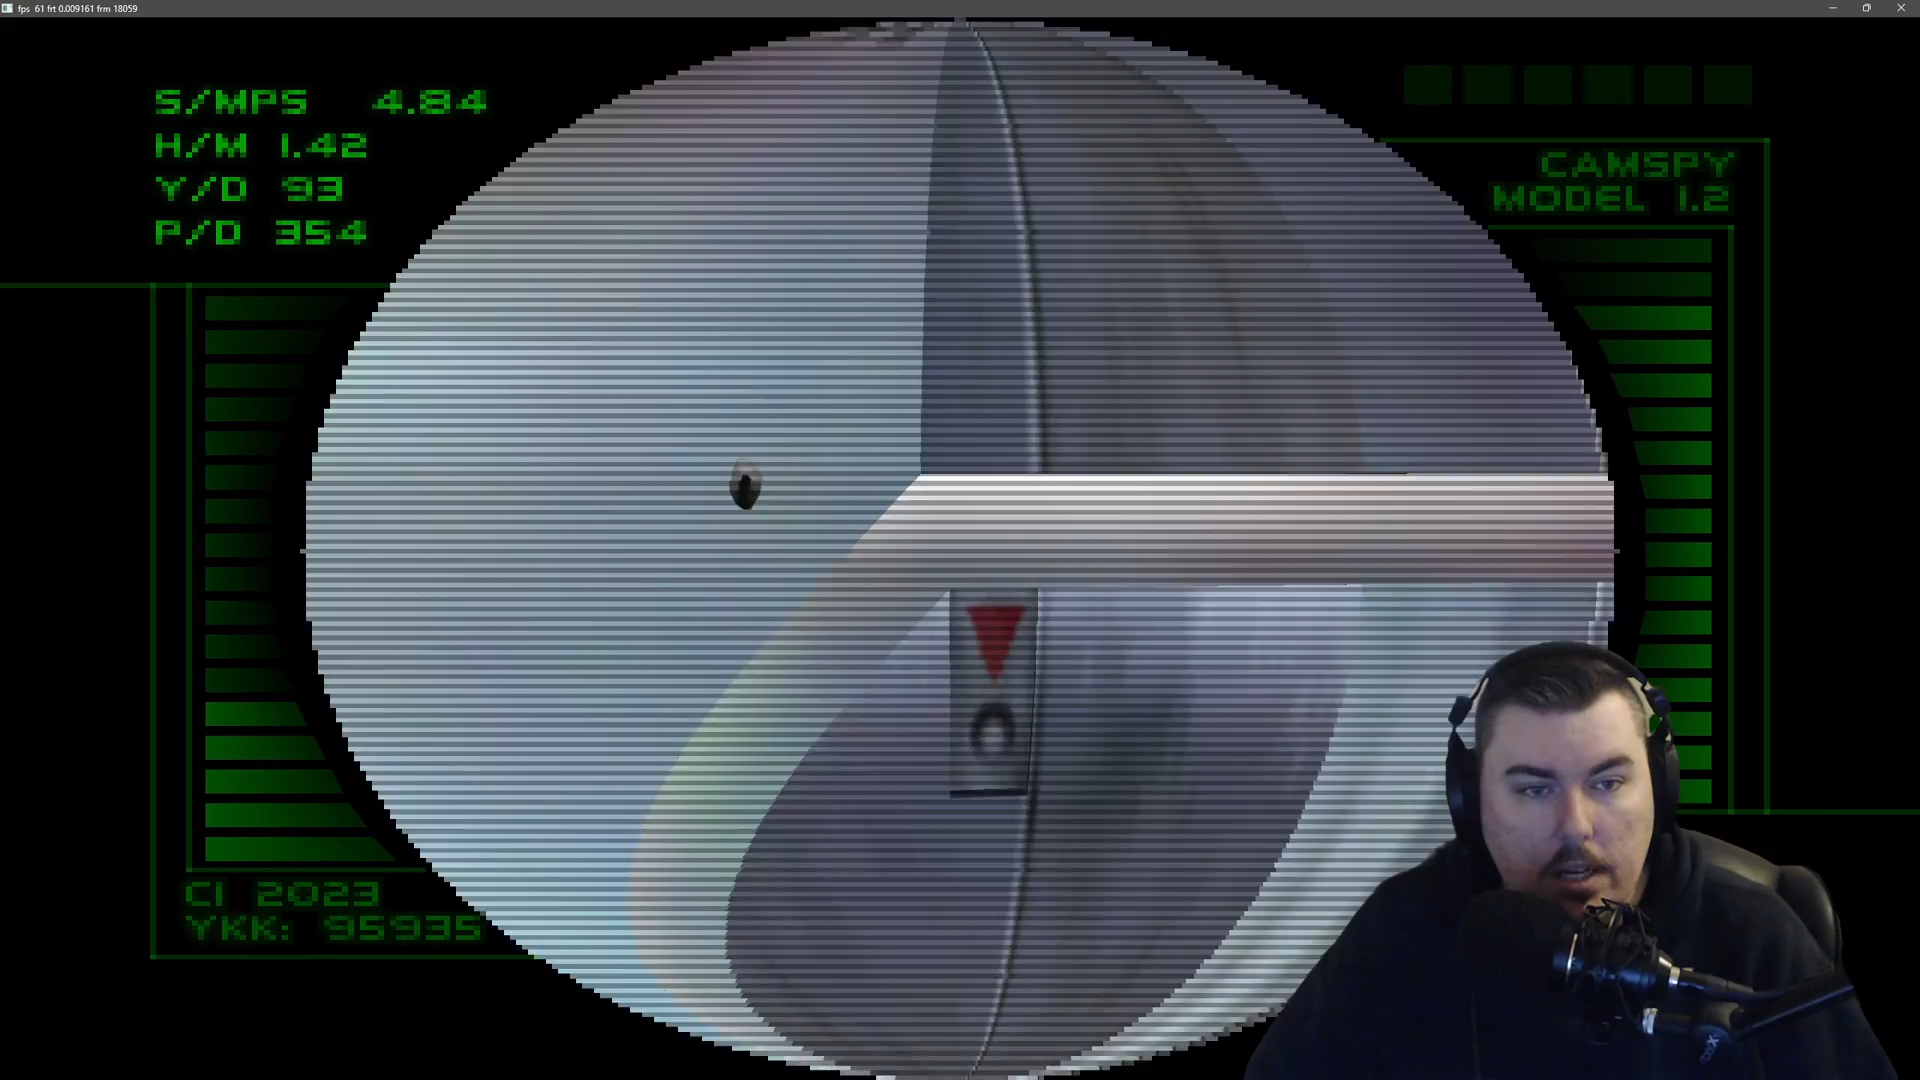 fps 61 frt 0.009161 frm 18059
S/MPS 4.84
H/M 1.42
Y/D 93
P/D 354
CAMSPY
MODEL 1.2
CI 2023
YKK: 95935